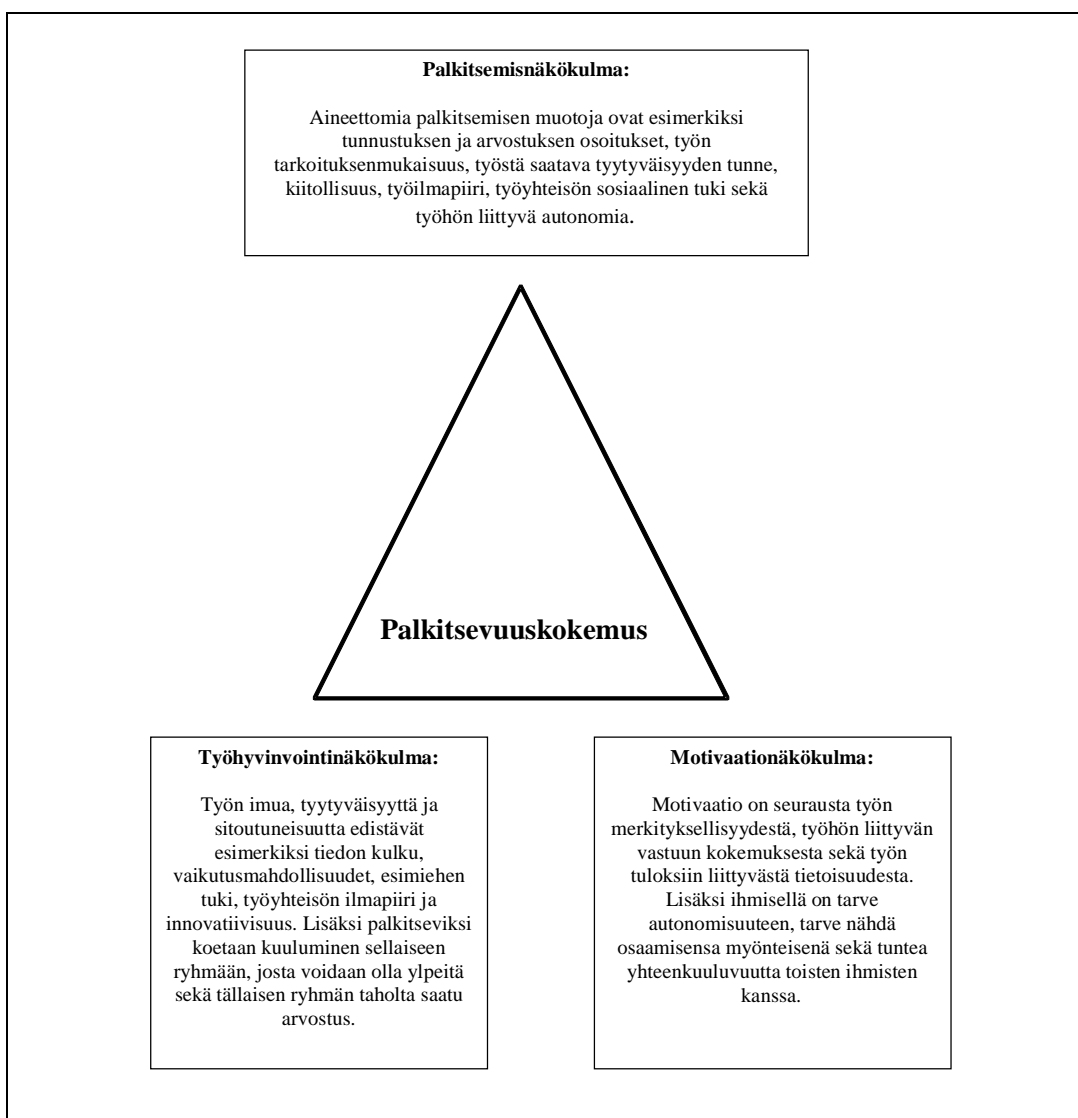 Palkitsemisnäkökulma:
Aineettomia palkitsemisen muotoja ovat esimerkiksi
tunnustuksen ja arvostuksen osoitukset, työn
tarkoituksenmukaisuus, työstä saatava tyytyväisyyden tunne,
kiitollisuus, työilmapiiri, työyhteisön sosiaalinen tuki sekä
työhön liittyvä autonomia.
Palkitsevuuskokemus
Työhyvinvointinäkökulma:
Työn imua, tyytyväisyyttä ja
sitoutuneisuutta edistävät
esimerkiksi tiedon kulku,
vaikutusmahdollisuudet, esimiehen
tuki, työyhteisön ilmapiiri ja
innovatiivisuus. Lisäksi palkitseviksi
koetaan kuuluminen sellaiseen
ryhmään, josta voidaan olla ylpeitä
sekä tällaisen ryhmän taholta saatu
arvostus.
Motivaationäkökulma:
Motivaatio on seurausta työn
merkityksellisyydestä, työhön liittyvän
vastuun kokemuksesta sekä työn
tuloksiin liittyvästä tietoisuudesta.
Lisäksi ihmisellä on tarve
autonomisuuteen, tarve nähdä
osaamisensa myönteisenä sekä tuntea
yhteenkuuluvuutta toisten ihmisten
kanssa.